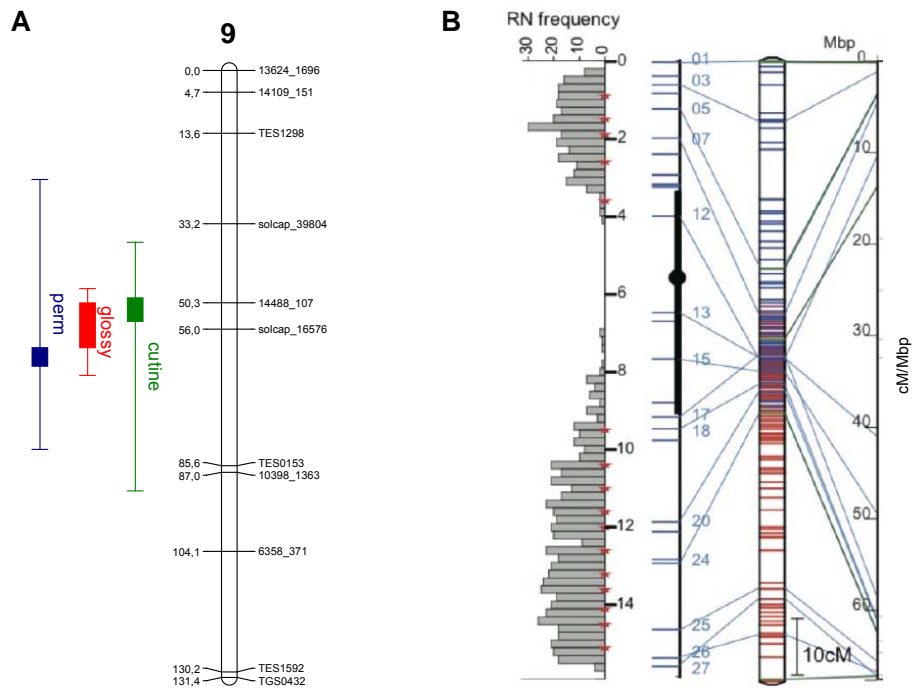 A
9
0,0 13624_1696
4,7 14109_151
13,6 TES1298
33,2 solcap_39804
50,3 14488_107
56,0 solcap_16576
85,6 TES0153
87,0 10398_1363
104,1 6358_371
130,2 TES1592
131,4 TGS0432
perm
glossy
cutine
B
RN frequency
30
20
10
0
0
2
4
6
8
10
12
14
01
03
05
07
12
13
15
17
18
20
24
25
26
27
10cM
Mbp
0
10
20
30
40
50
60
cM/Mbp